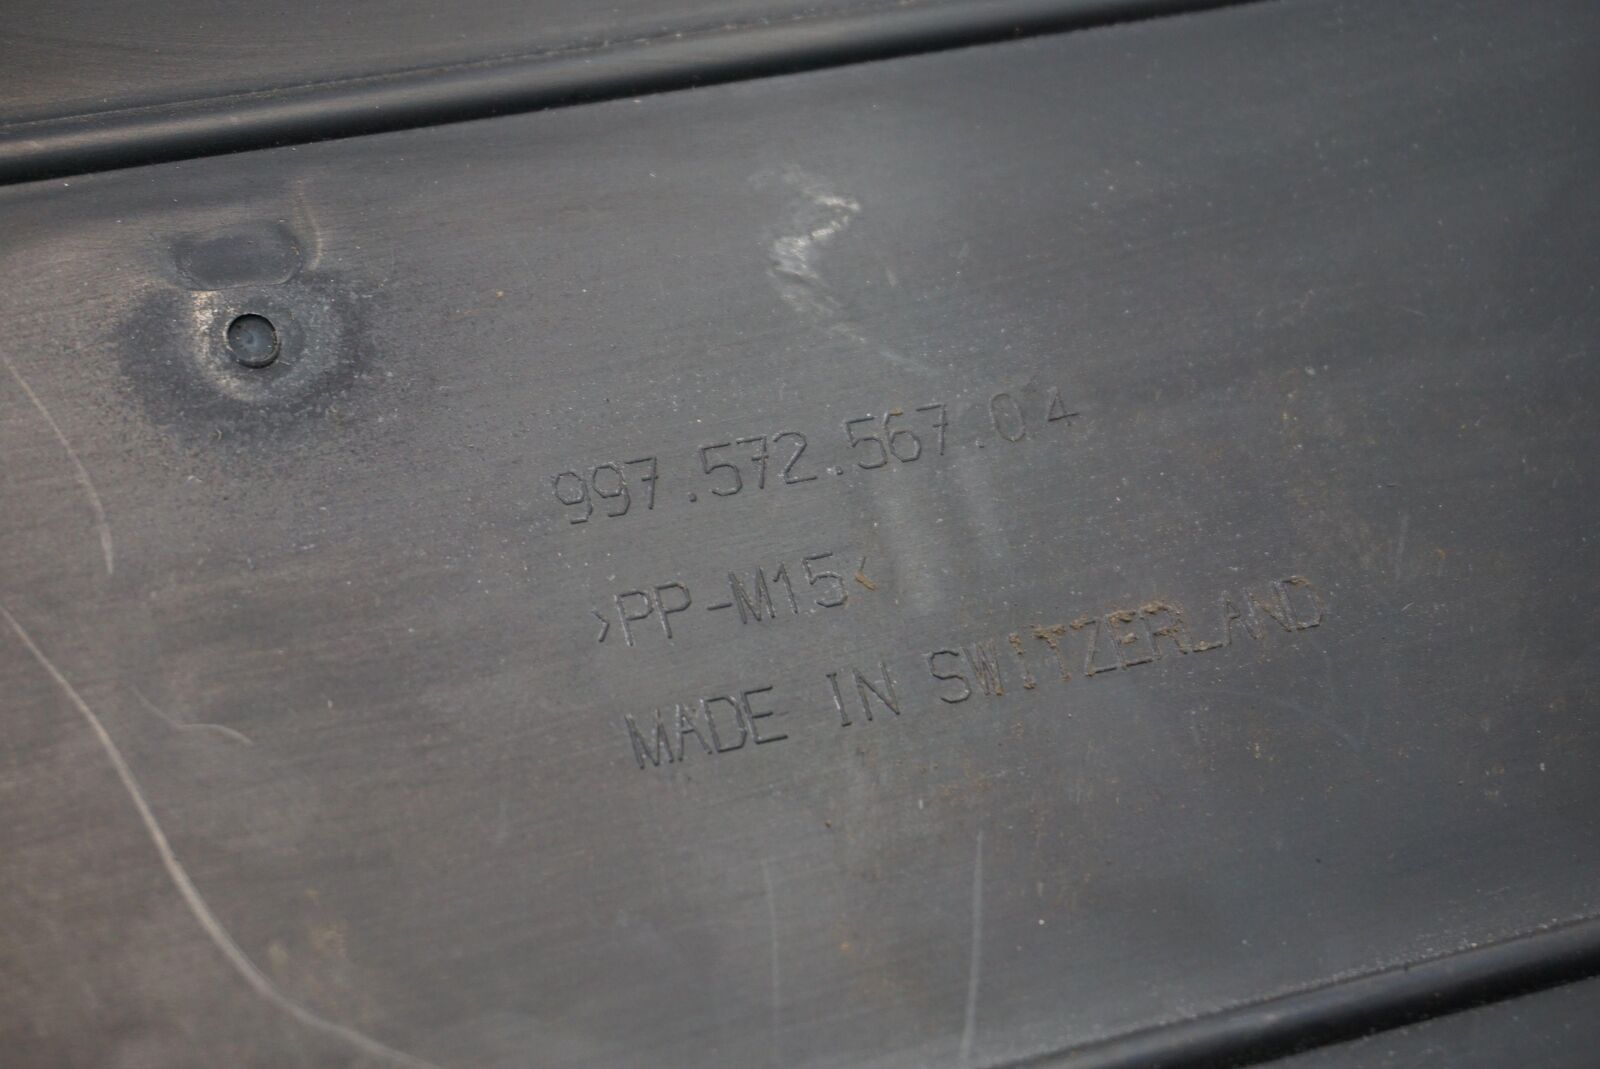 997.572.567.04
>PP-M15<
MADE IN SWITZERLAND